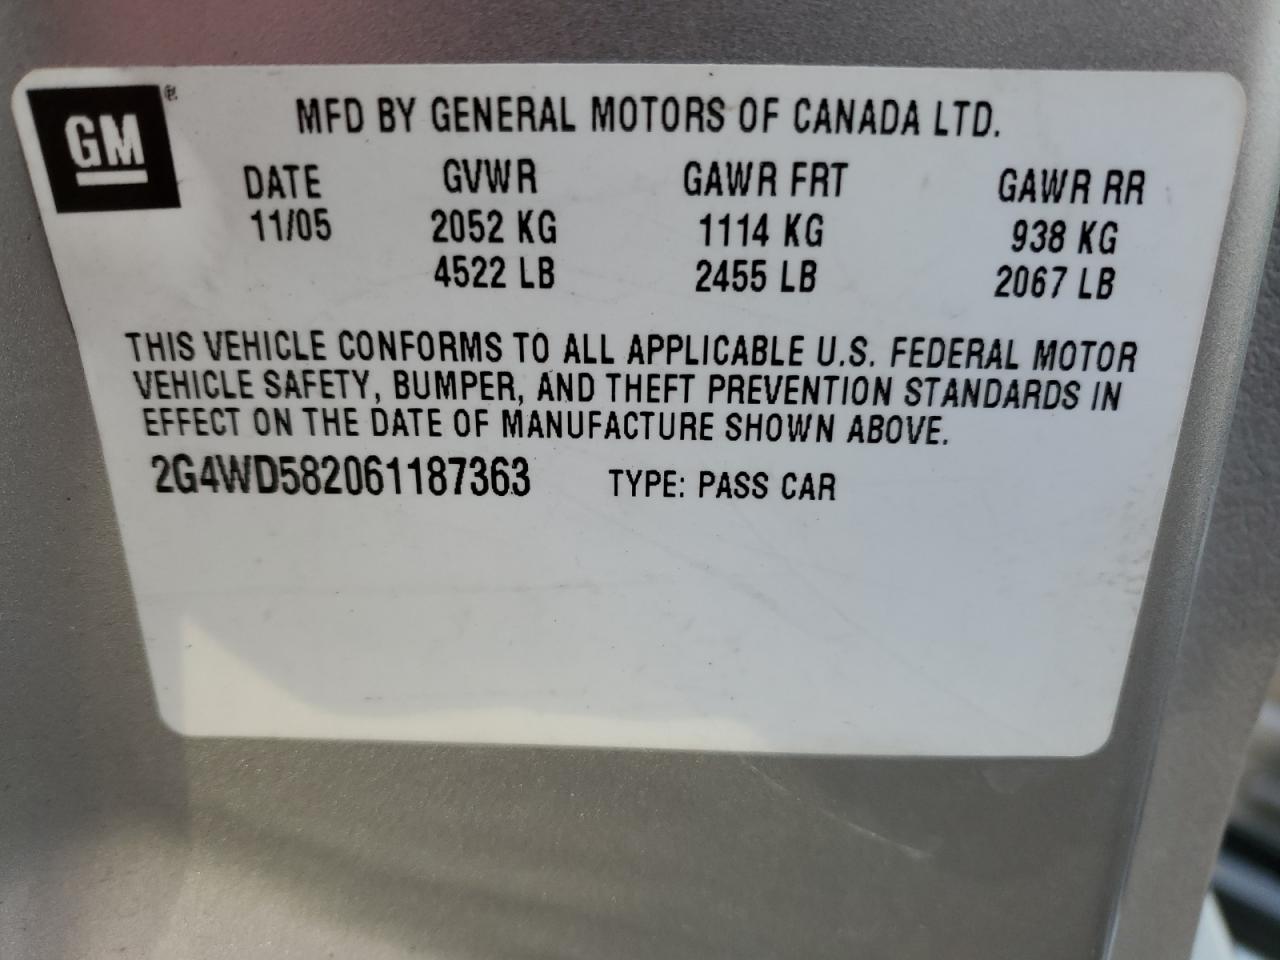 GM®
MFD BY GENERAL MOTORS OF CANADA LTD.
DATE GVWR GAWR FRT GAWR RR
11/05 2052 KG 1114 KG 938 KG
4522 LB 2455 LB 2067 LB
THIS VEHICLE CONFORMS TO ALL APPLICABLE U.S. FEDERAL MOTOR
VEHICLE SAFETY, BUMPER, AND THEFT PREVENTION STANDARDS IN
EFFECT ON THE DATE OF MANUFACTURE SHOWN ABOVE.
2G4WD582061187363 TYPE: PASS CAR